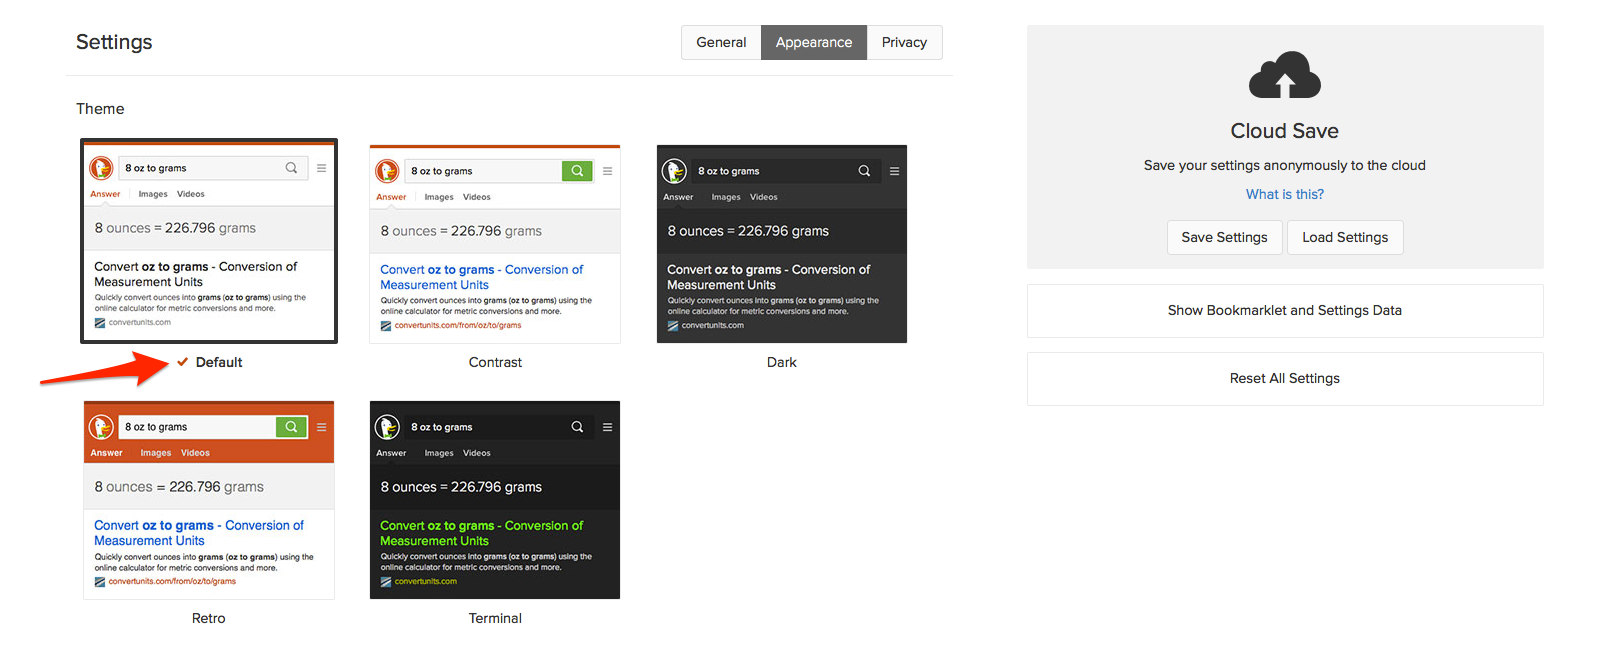 Settings
General
Appearance
Privacy
Theme
8 oz to grams
Answer Images Videos
8 ounces = 226.796 grams
Convert oz to grams - Conversion of
Measurement Units
Quickly convert ounces into grams (oz to grams) using the
online calculator for metric conversions and more.
convertunits.com
Default
8 oz to grams
Answer Images Videos
8 ounces = 226.796 grams
Convert oz to grams - Conversion of
Measurement Units
Quickly convert ounces into grams (oz to grams) using the
online calculator for metric conversions and more.
convertunits.com/from/oz/to/grams
Contrast
8 oz to grams
Answer Images Videos
8 ounces = 226.796 grams
Convert oz to grams - Conversion of
Measurement Units
Quickly convert ounces into grams (oz to grams) using the
online calculator for metric conversions and more.
convertunits.com
Dark
8 oz to grams
Answer Images Videos
8 ounces = 226.796 grams
Convert oz to grams - Conversion of
Measurement Units
Quickly convert ounces into grams (oz to grams) using the
online calculator for metric conversions and more.
convertunits.com/from/oz/to/grams
Retro
8 oz to grams
Answer Images Videos
8 ounces = 226.796 grams
Convert oz to grams - Conversion of
Measurement Units
Quickly convert ounces into grams (oz to grams) using the
online calculator for metric conversions and more.
convertunits.com
Terminal
Cloud Save
Save your settings anonymously to the cloud
What is this?
Save Settings
Load Settings
Show Bookmarklet and Settings Data
Reset All Settings